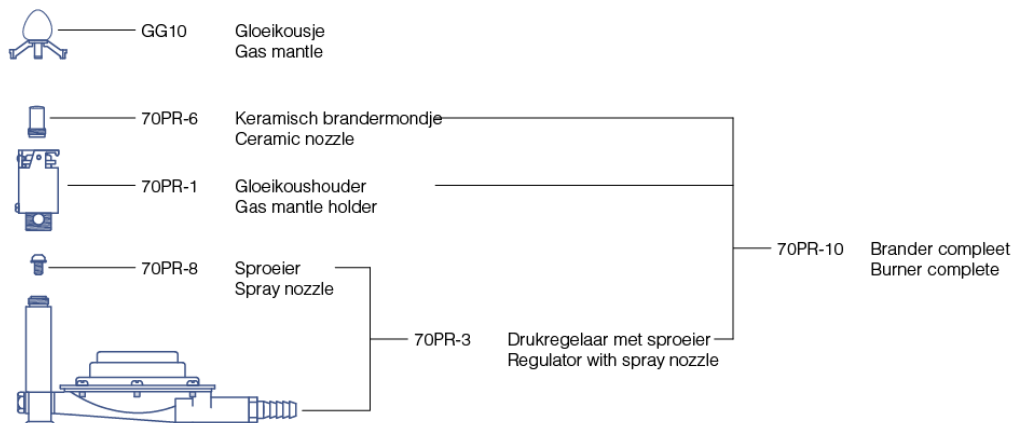 GG10 Gloeikousje
Gas mantle
70PR-6 Keramisch brandermondje
Ceramic nozzle
70PR-1 Gloeikoushouder
Gas mantle holder
70PR-10 Brander compleet
Burner complete
70PR-8 Sproeier
Spray nozzle
70PR-3 Drukregelaar met sproeier
Regulator with spray nozzle